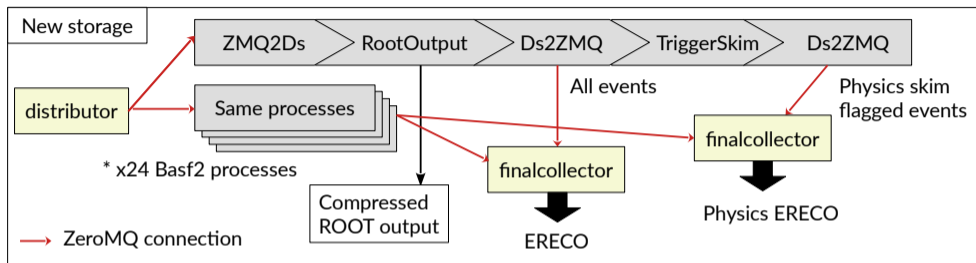 New storage
ZMQ2Ds
RootOutput
Ds2ZMQ
TriggerSkim
Ds2ZMQ
distributor
Same processes
All events
Physics skim
flagged events
* x24 Basf2 processes
finalcollector
finalcollector
Compressed
ROOT output
Physics ERECO
ERECO
ZeroMQ connection